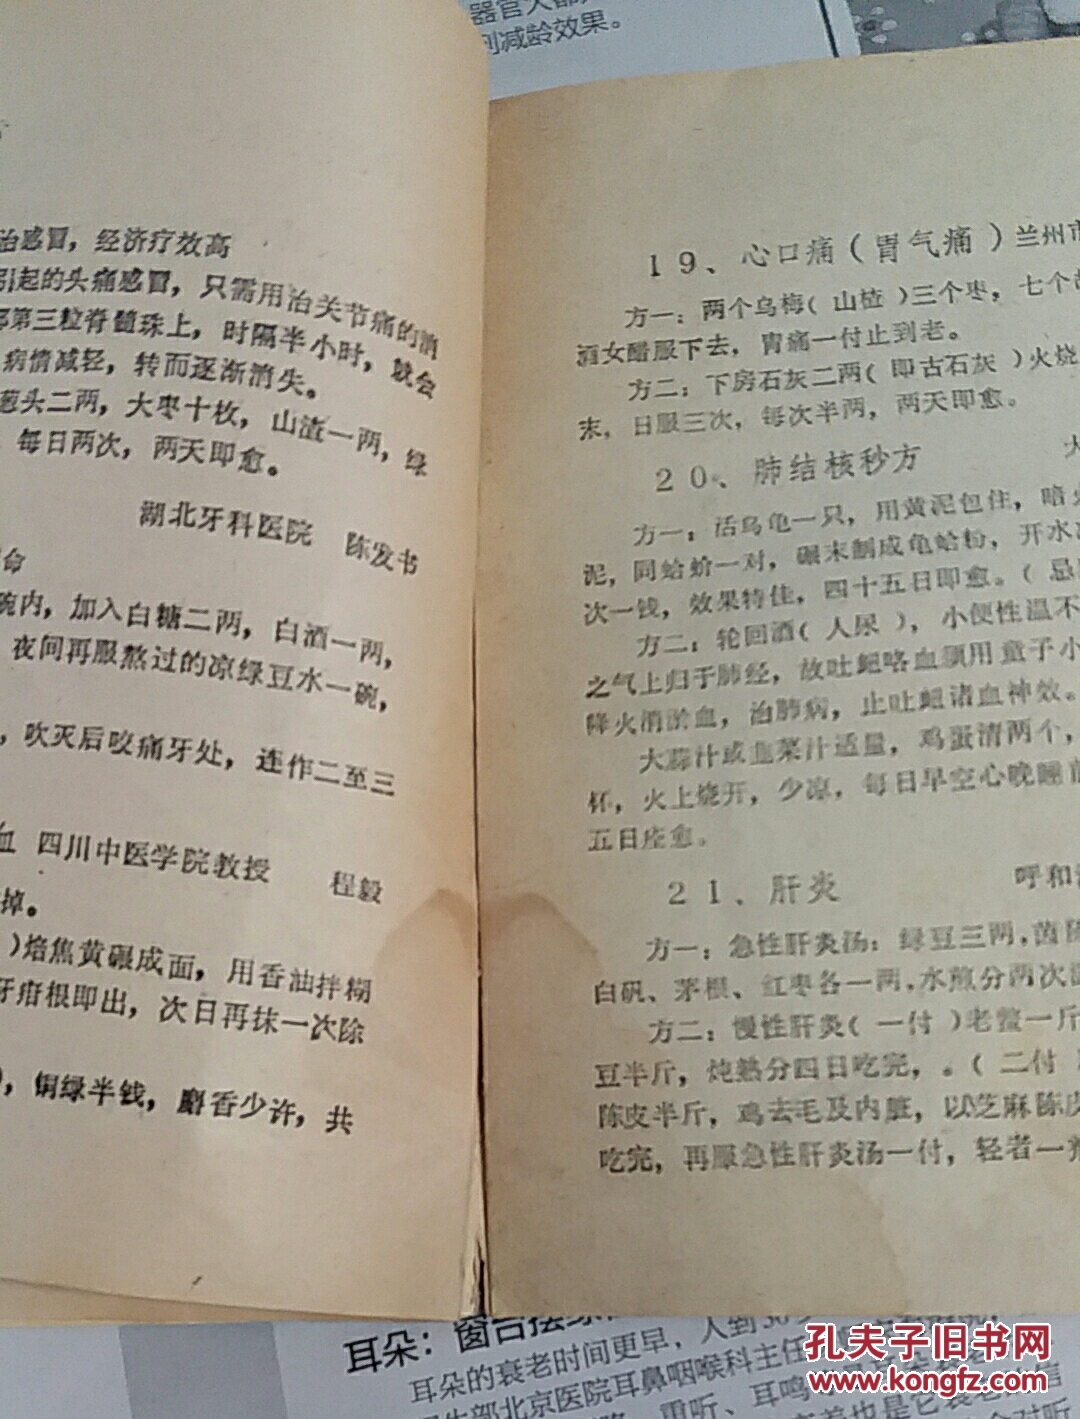 列减龄效果。
治感冒，经济疗效高
引起的头痛感冒，只需用治关节痛的消
部第三粒脊髓珠上，时隔半小时，就会
病情减轻，转而逐渐消失。
葱头二两，大枣十枚，山渣一两，绿
每日两次，两天即愈。
湖北牙科医院 陈发书
命
碗内，加入白糖二两，白酒一两，
夜间再服熬过的凉绿豆水一碗，
，吹灭后咬痛牙处，连作二至三
血 四川中医学院教授 程毅
掉。
）焙焦黄碾成面，用香油拌糊
牙疳根即出，次日再抹一次除
，铜绿半钱，麝香少许，共
19、心口痛（胃气痛）兰州市
方一：两个乌梅（山楂）三个枣，七个
酒女醋服下去，胃痛一付止到老。
方二：下房石灰二两（即古石灰）火烧
末，日服三次，每次半两，两天即愈。
20、肺结核秒方 大
方一：活乌龟一只，用黄泥包住，暗火
泥，同蛤蚧一对，碾末制成龟蛤粉，开水
次一钱，效果特佳，四十五日即愈。（忌
方二：轮回酒（人尿），小便性温不
之气上归于肺经，故吐衄咯血须用童子小
降火消淤血，治肺病，止吐衄诸血神效。
大蒜汁或韭菜汁适量，鸡蛋清两个，
怀，火上烧开，少凉，每日早空心晚睡前
五日痊愈。
21、肝炎 呼和浩
方一：急性肝炎汤：绿豆三两，茵陈
白矾、茅根、红枣各一两，水煎分两次
方二：慢性肝炎（一付）老鳖一斤
豆半斤，炖熟分四日吃完，。（二付
陈皮半斤，鸡去毛及内脏，以芝麻陈皮
吃完，再服急性肝炎汤一付，轻者一
耳朵：窗台摆
耳朵的衰老时间更早，人到
部北京医院耳鼻咽喉科主任
重听、耳鸣
孔夫子旧书网
WWW.KONGFZ.COM